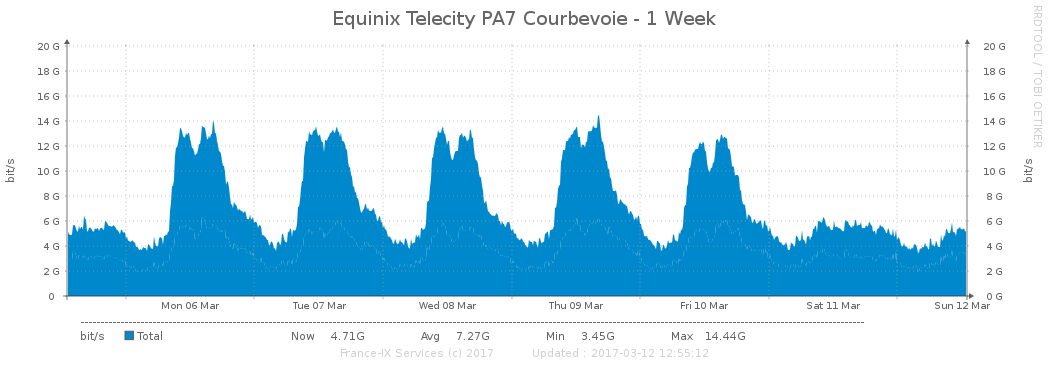 Equinix Telecity PA7 Courbevoie - 1 Week
RRDTOOL / TOBI OETIKER
20 G 20 G
18 G 18 G
16 G 16 G
14 G 14 G
12 G 12 G
10 G 10 G
8 G 8 G
6 G 6 G
4 G 4 G
2 G 2 G
0 0 G
bit/s bit/s
Mon 06 Mar Tue 07 Mar Wed 08 Mar Thu 09 Mar Fri 10 Mar Sat 11 Mar Sun 12 Mar
bit/s Total Now 4.71G Avg 7.27G Min 3.45G Max 14.44G
France-IX Services (c) 2017 Updated : 2017-03-12 12:55:12